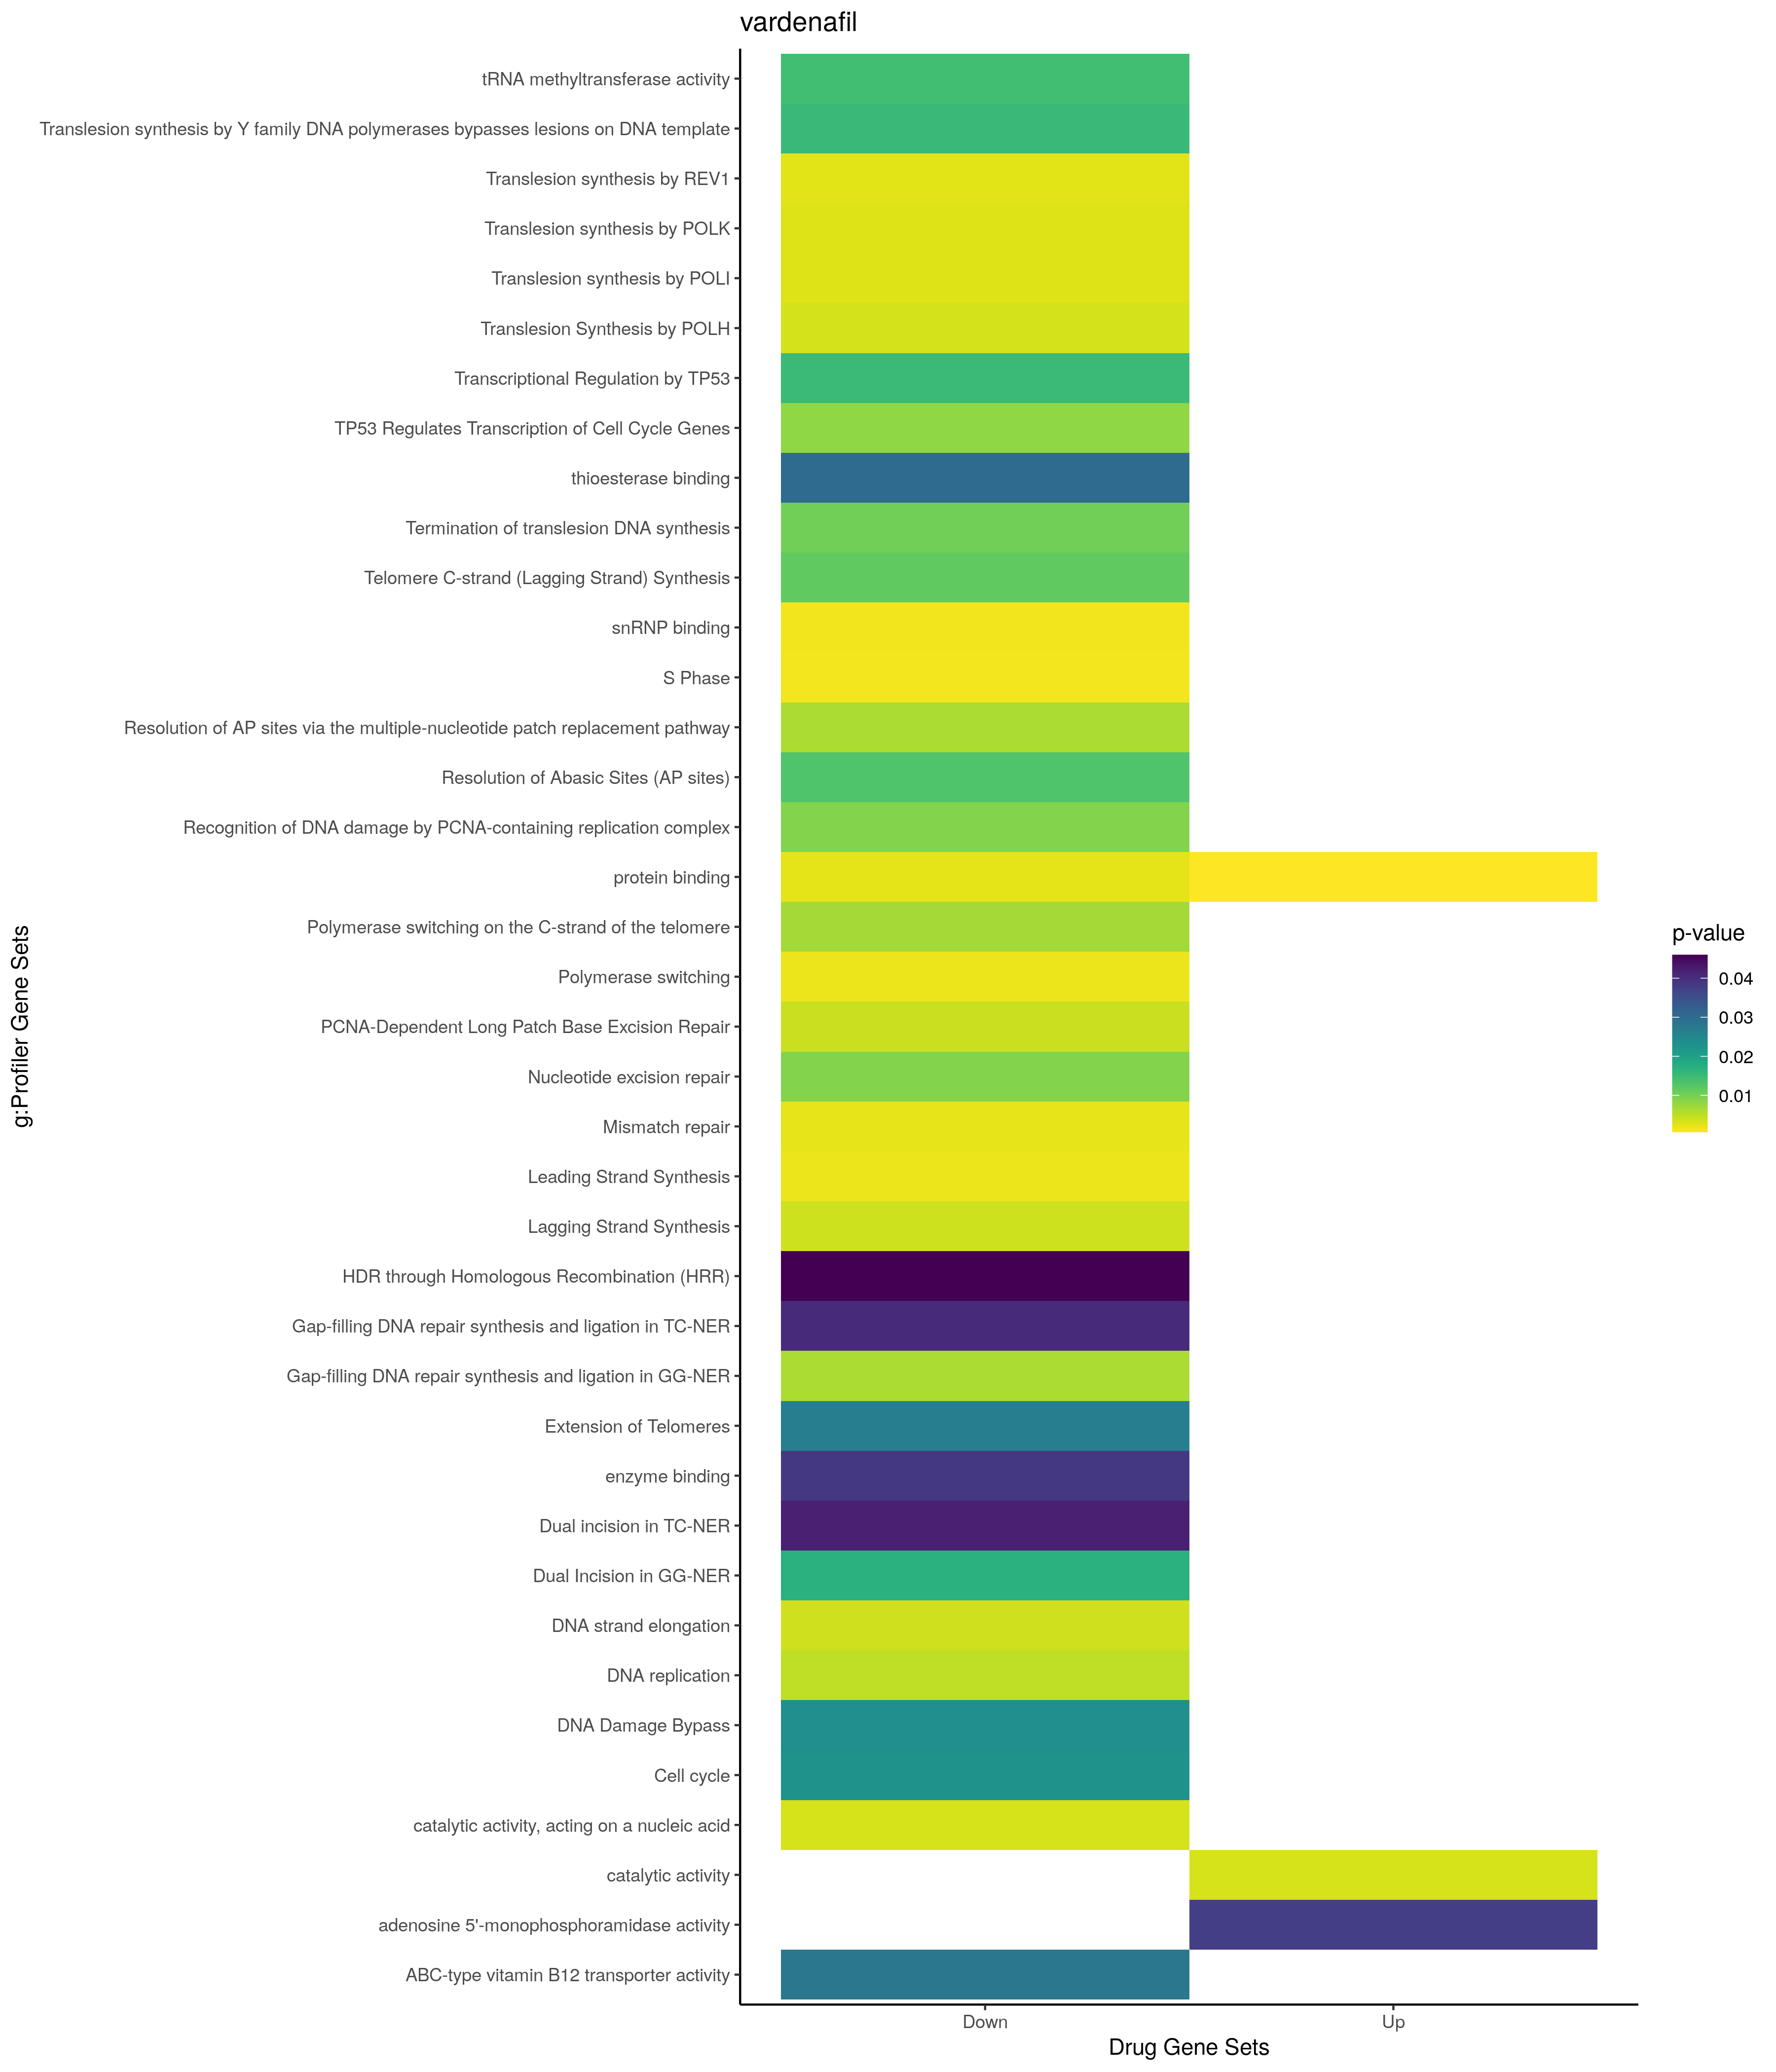 vardenafil
tRNA methyltransferase activity
Translesion synthesis by Y family DNA polymerases bypasses lesions on DNA template
Translesion synthesis by REV1
Translesion synthesis by POLK
Translesion synthesis by POLI
Translesion Synthesis by POLH
Transcriptional Regulation by TP53
TP53 Regulates Transcription of Cell Cycle Genes
thioesterase binding
Termination of translesion DNA synthesis
Telomere C-strand (Lagging Strand) Synthesis
snRNP binding
S Phase
Resolution of AP sites via the multiple-nucleotide patch replacement pathway
Resolution of Abasic Sites (AP sites)
Recognition of DNA damage by PCNA-containing replication complex
protein binding
Polymerase switching on the C-strand of the telomere
Polymerase switching
PCNA-Dependent Long Patch Base Excision Repair
Nucleotide excision repair
Mismatch repair
Leading Strand Synthesis
Lagging Strand Synthesis
HDR through Homologous Recombination (HRR)
Gap-filling DNA repair synthesis and ligation in TC-NER
Gap-filling DNA repair synthesis and ligation in GG-NER
Extension of Telomeres
enzyme binding
Dual incision in TC-NER
Dual Incision in GG-NER
DNA strand elongation
DNA replication
DNA Damage Bypass
Cell cycle
catalytic activity, acting on a nucleic acid
catalytic activity
adenosine 5'-monophosphoramidase activity
ABC-type vitamin B12 transporter activity
g:Profiler Gene Sets
Down
Up
Drug Gene Sets
p-value
0.04
0.03
0.02
0.01